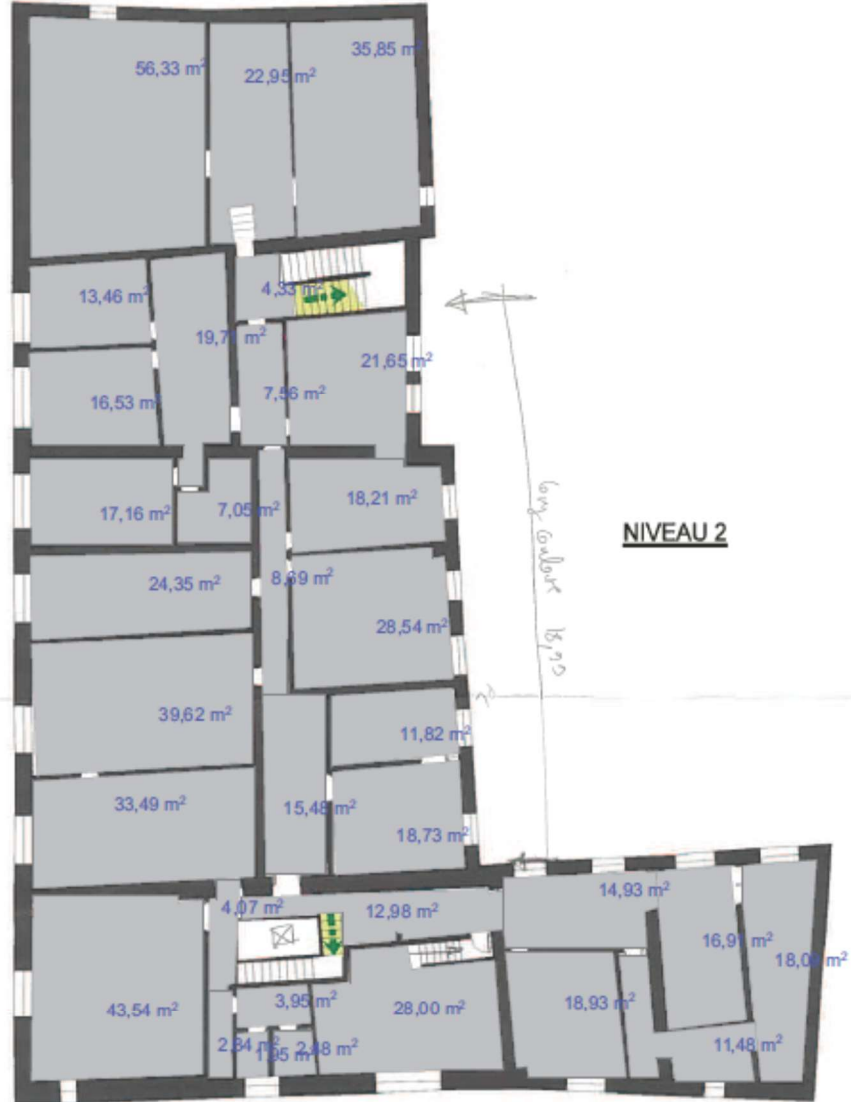 56,33 m²
22,95 m²
35,85 m²
13,46 m²
4,33 m²
19,71 m²
16,53 m²
7,56 m²
21,65 m²
17,16 m²
7,05 m²
18,21 m²
24,35 m²
8,69 m²
28,54 m²
NIVEAU 2
39,62 m²
11,82 m²
33,49 m²
15,48 m²
18,73 m²
4,07 m²
12,98 m²
14,93 m²
16,91 m²
43,54 m²
3,95 m²
28,00 m²
18,93 m²
11,48 m²
2,48 m²